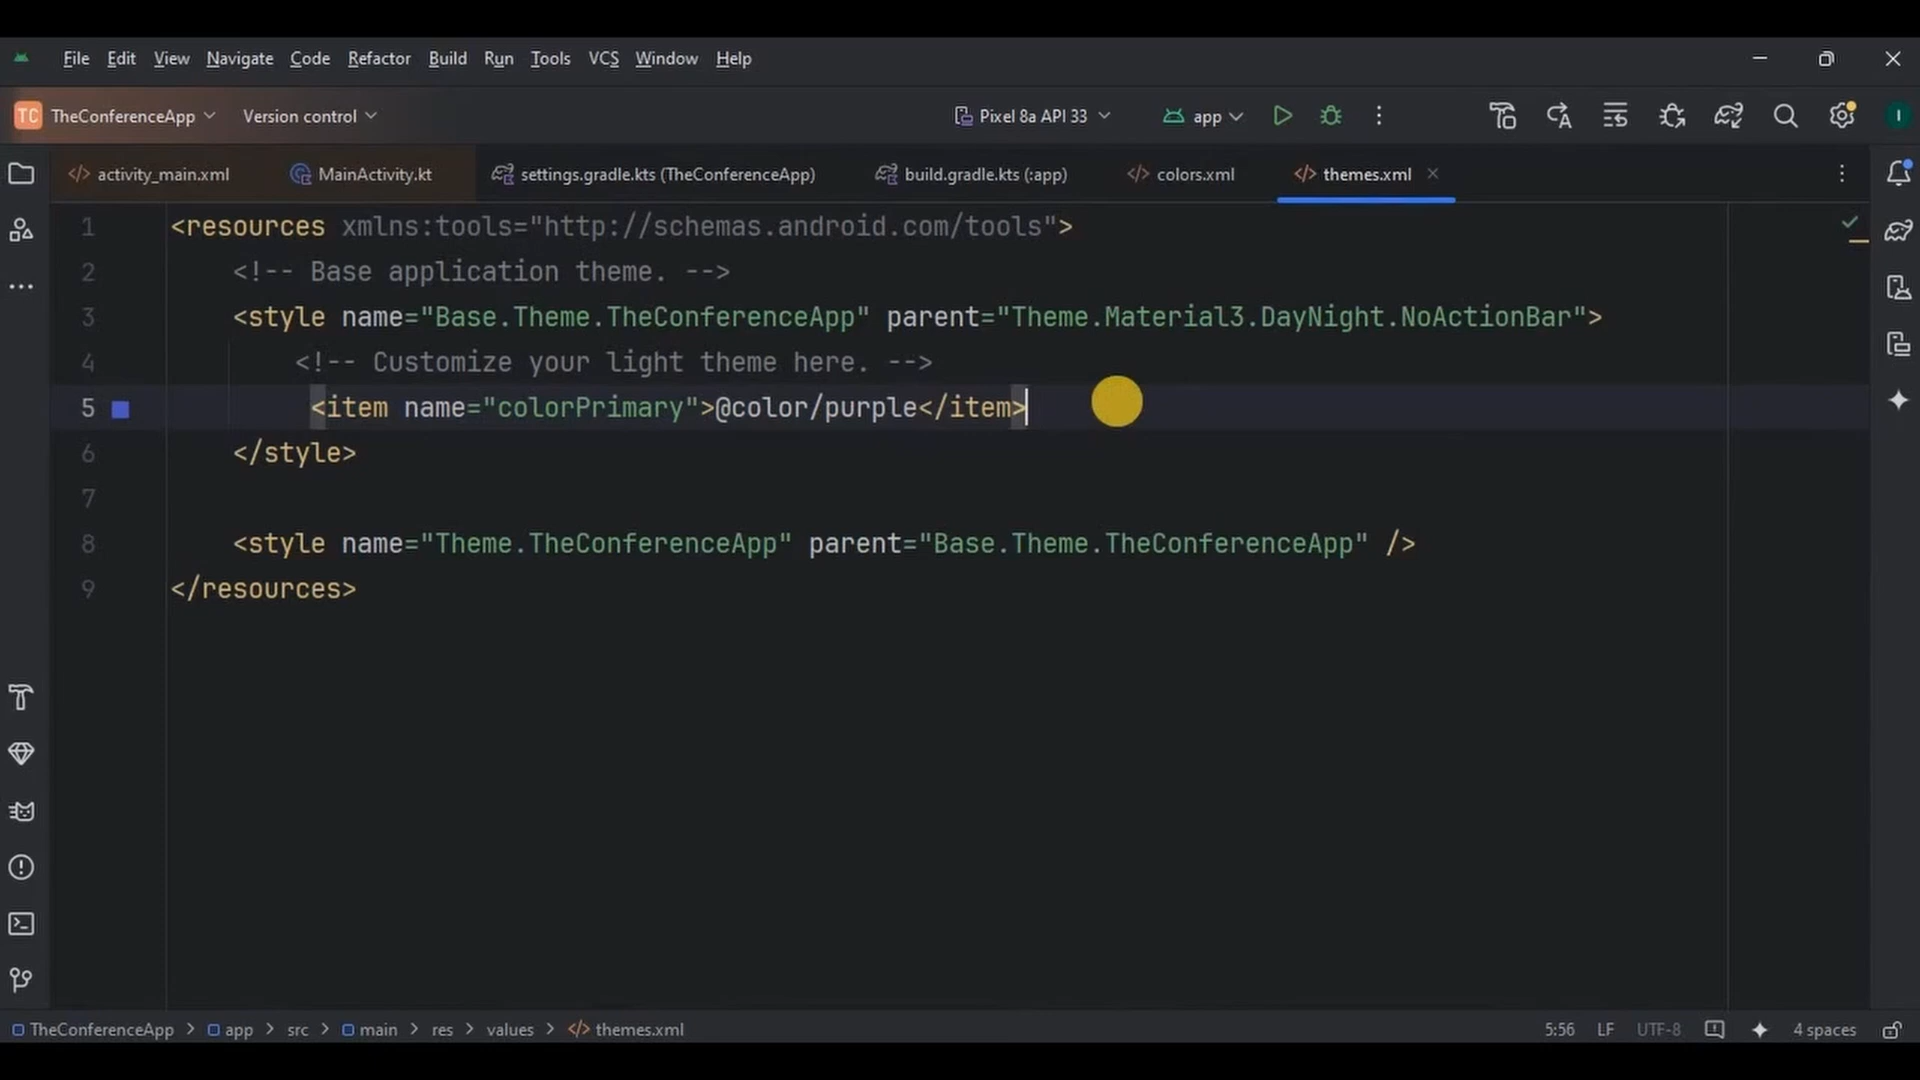 File Edit View Navigate Code Refactor Build Run Tools VCS Window Help
TC TheConferenceApp Version control Pixel 8a API 33 app I
activity_main.xml MainActivity.kt settings.gradle.kts (TheConferenceApp) build.gradle.kts (:app) colors.xml themes.xml
1 <resources xmlns:tools="http://schemas.android.com/tools">
2 <!-- Base application theme. -->
3 <style name="Base.Theme.TheConferenceApp" parent="Theme.Material3.DayNight.NoActionBar">
4 <!-- Customize your light theme here. -->
5 <item name="colorPrimary">@color/purple</item>
6 </style>
7
8 <style name="Theme.TheConferenceApp" parent="Base.Theme.TheConferenceApp" />
9 </resources>
TheConferenceApp > app > src > main > res > values > themes.xml 5:56 LF UTF-8 4 spaces